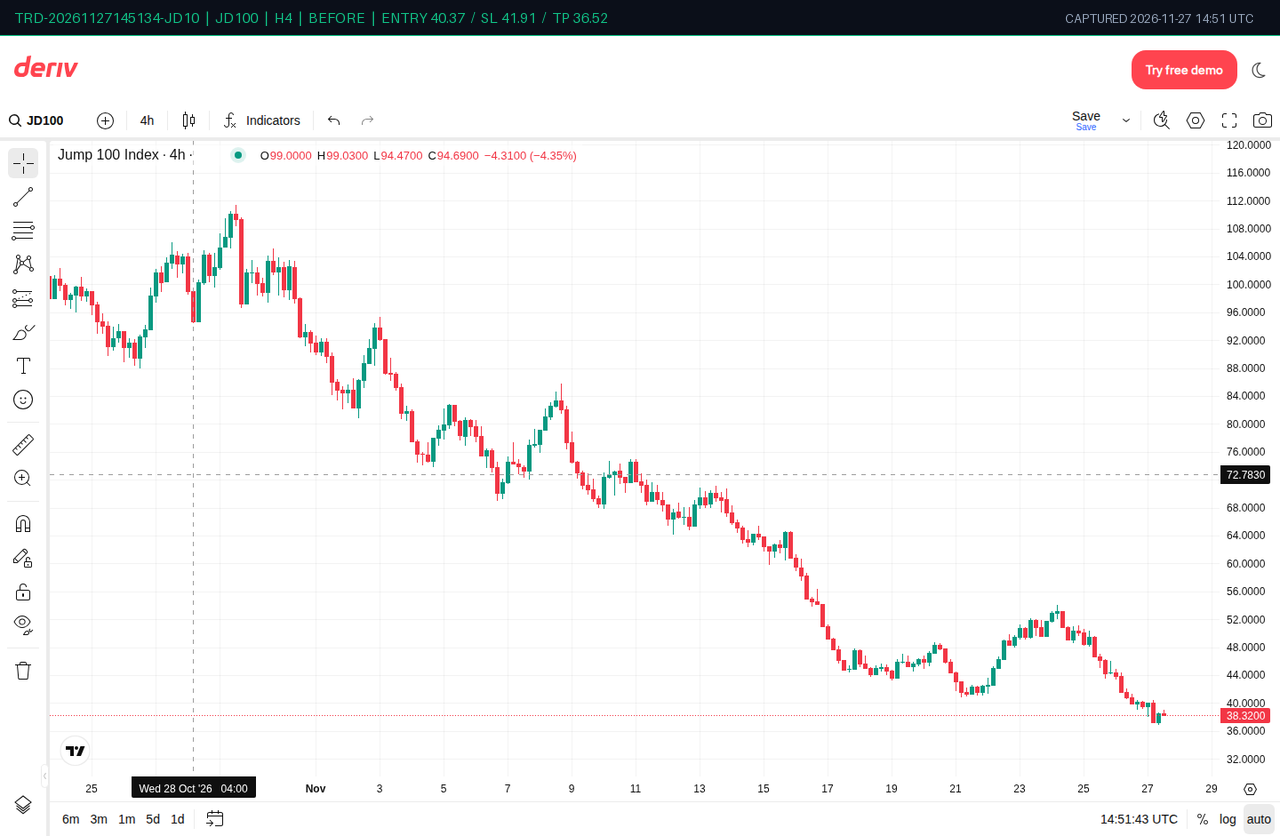 TRD-20261127145134-JD10 | JD100 | H4 | BEFORE | ENTRY 40.37 / SL 41.91 / TP 36.52
CAPTURED 2026-11-27 14:51 UTC
deriv
Try free demo
JD100
4h
Indicators
Save
Save
Jump 100 Index · 4h ·
O99.0000 H99.0300 L94.4700 C94.6900 −4.3100 (−4.35%)
120.0000
116.0000
112.0000
108.0000
104.0000
100.0000
96.0000
92.0000
88.0000
84.0000
80.0000
76.0000
72.7830
68.0000
64.0000
60.0000
56.0000
52.0000
48.0000
44.0000
40.0000
38.3200
36.0000
32.0000
25
Wed 28 Oct '26 04:00
Nov
3
5
7
9
11
13
15
17
19
21
23
25
27
29
6m
3m
1m
5d
1d
14:51:43 UTC
%
log
auto